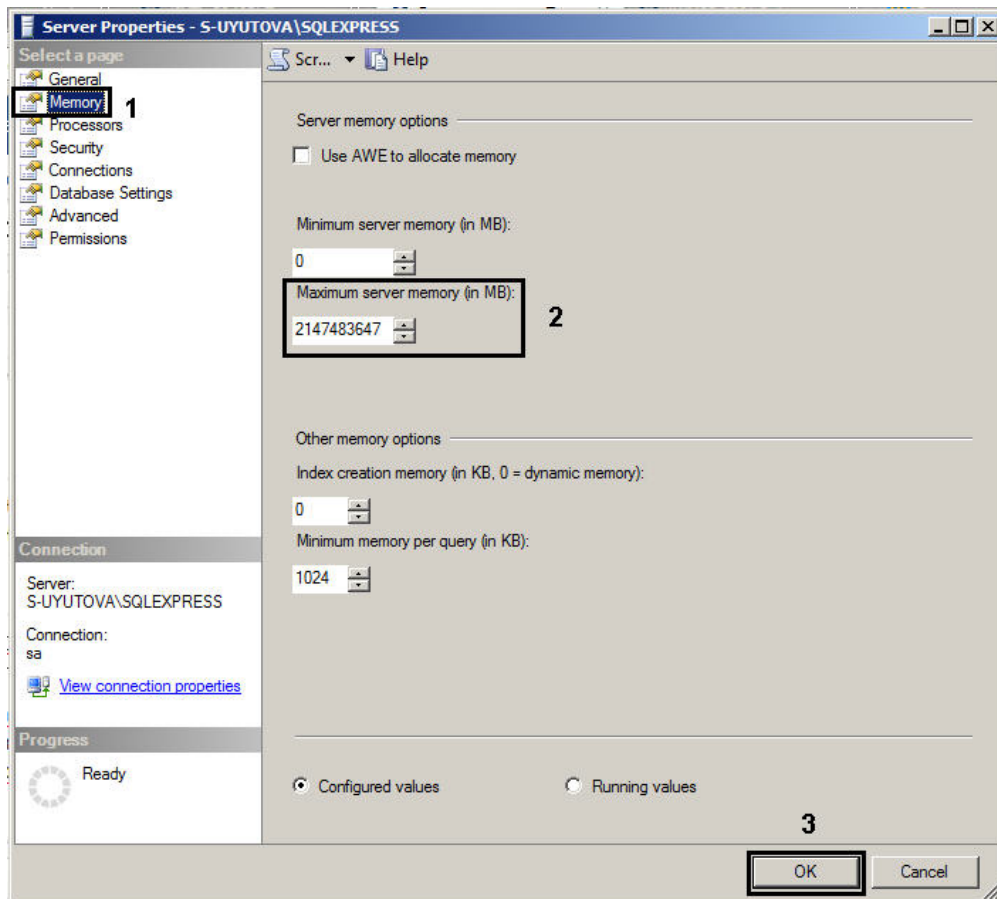 Server Properties - S-UYUTOVA\SQLEXPRESS
Select a page
General
Memory
1
Processors
Security
Connections
Database Settings
Advanced
Permissions
Scr...
Help
Server memory options
Use AWE to allocate memory
Minimum server memory (in MB):
0
Maximum server memory (in MB):
2147483647
2
Other memory options
Index creation memory (in KB, 0 = dynamic memory):
0
Minimum memory per query (in KB):
1024
Connection
Server:
S-UYUTOVA\SQLEXPRESS
Connection:
sa
View connection properties
Progress
Ready
Configured values
Running values
3
OK
Cancel